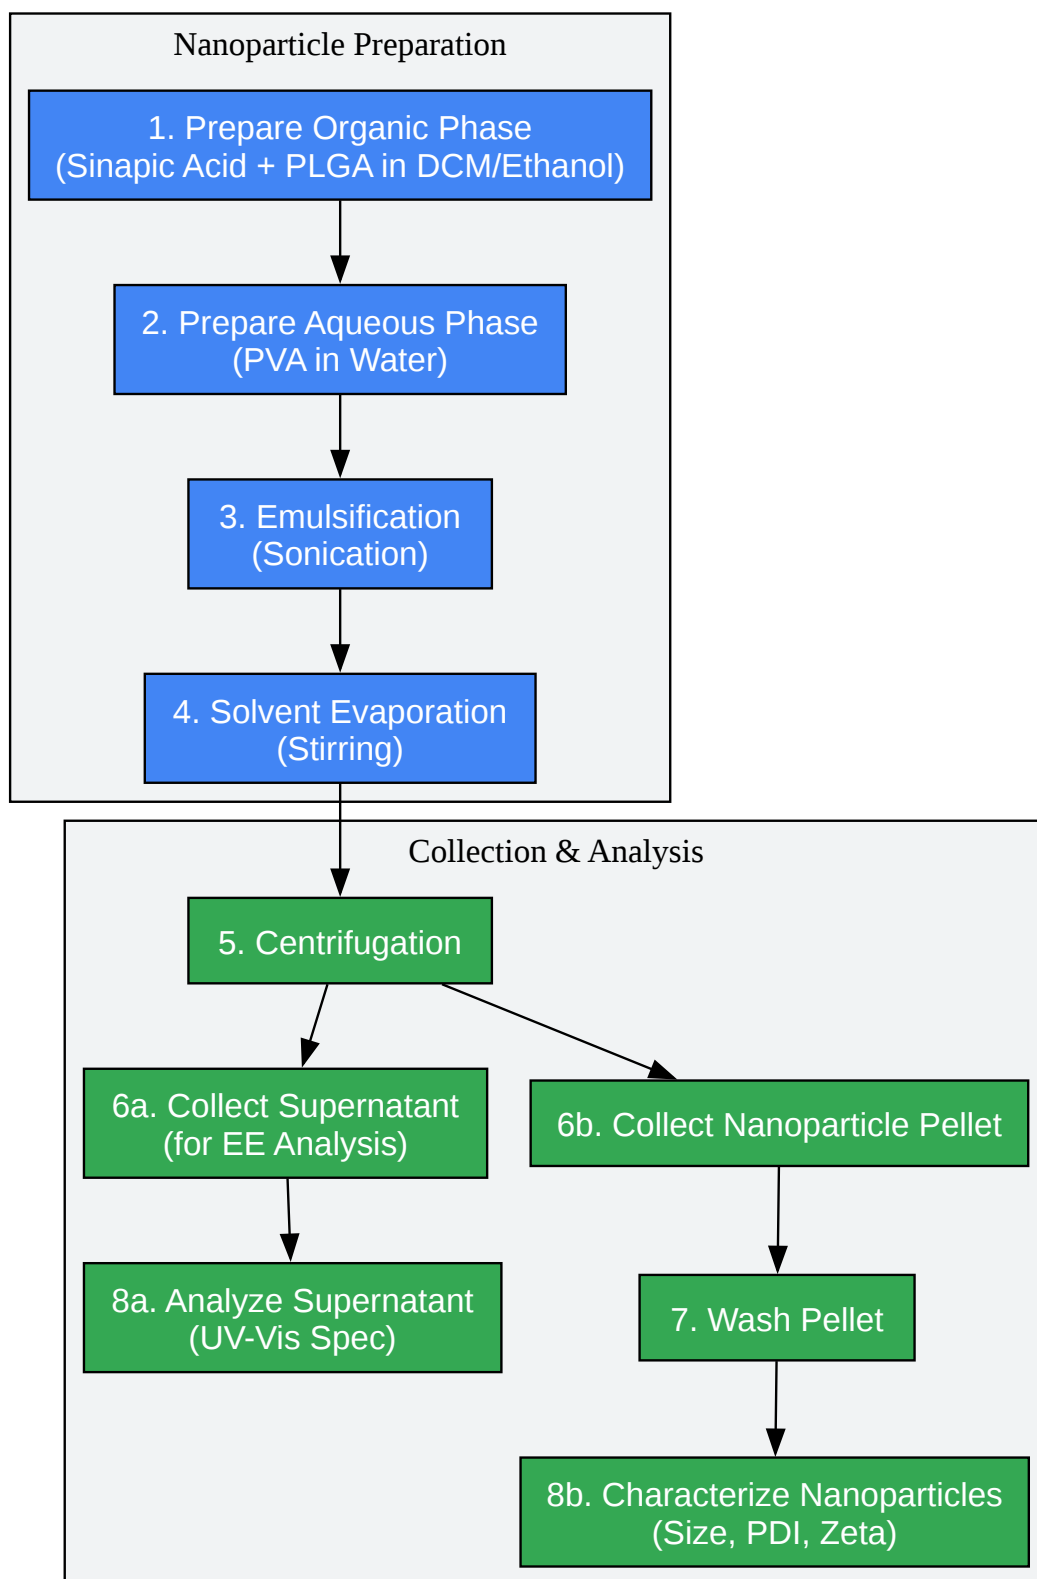 Nanoparticle Preparation
1. Prepare Organic Phase
(Sinapic Acid + PLGA in DCM/Ethanol)
2. Prepare Aqueous Phase
(PVA in Water)
3. Emulsification
(Sonication)
4. Solvent Evaporation
(Stirring)
Collection & Analysis
5. Centrifugation
6a. Collect Supernatant
(for EE Analysis)
6b. Collect Nanoparticle Pellet
8a. Analyze Supernatant
(UV-Vis Spec)
7. Wash Pellet
8b. Characterize Nanoparticles
(Size, PDI, Zeta)